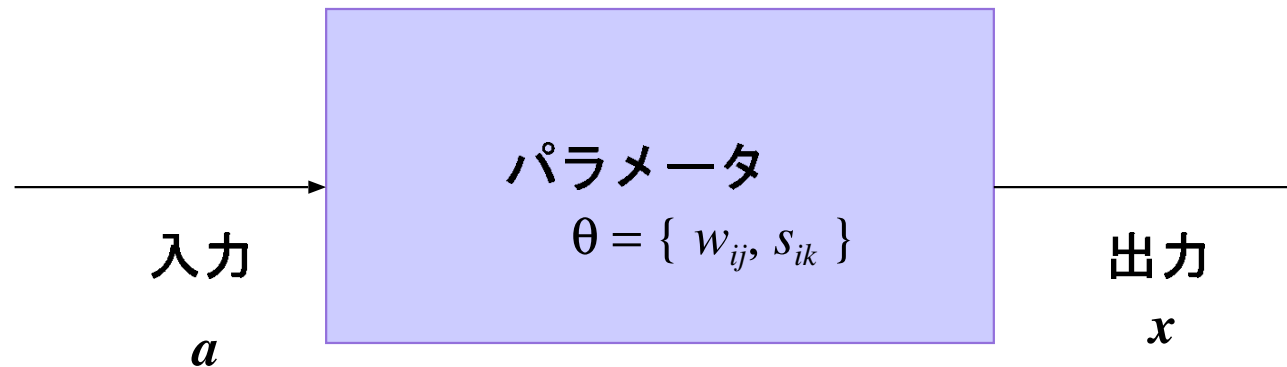 パラメータ
θ = { w_ij, s_ik }
入力
a
出力
x